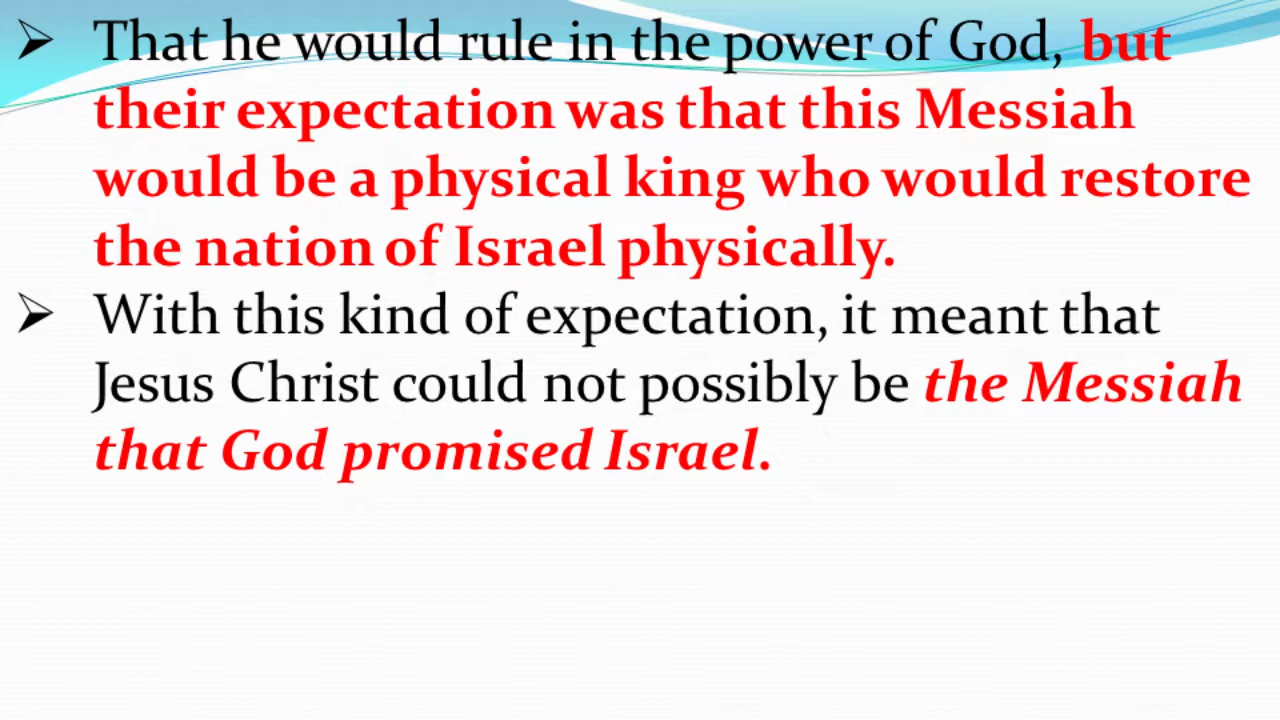 ➢ That he would rule in the power of God, but
their expectation was that this Messiah
would be a physical king who would restore
the nation of Israel physically.
➢ With this kind of expectation, it meant that
Jesus Christ could not possibly be the Messiah
that God promised Israel.